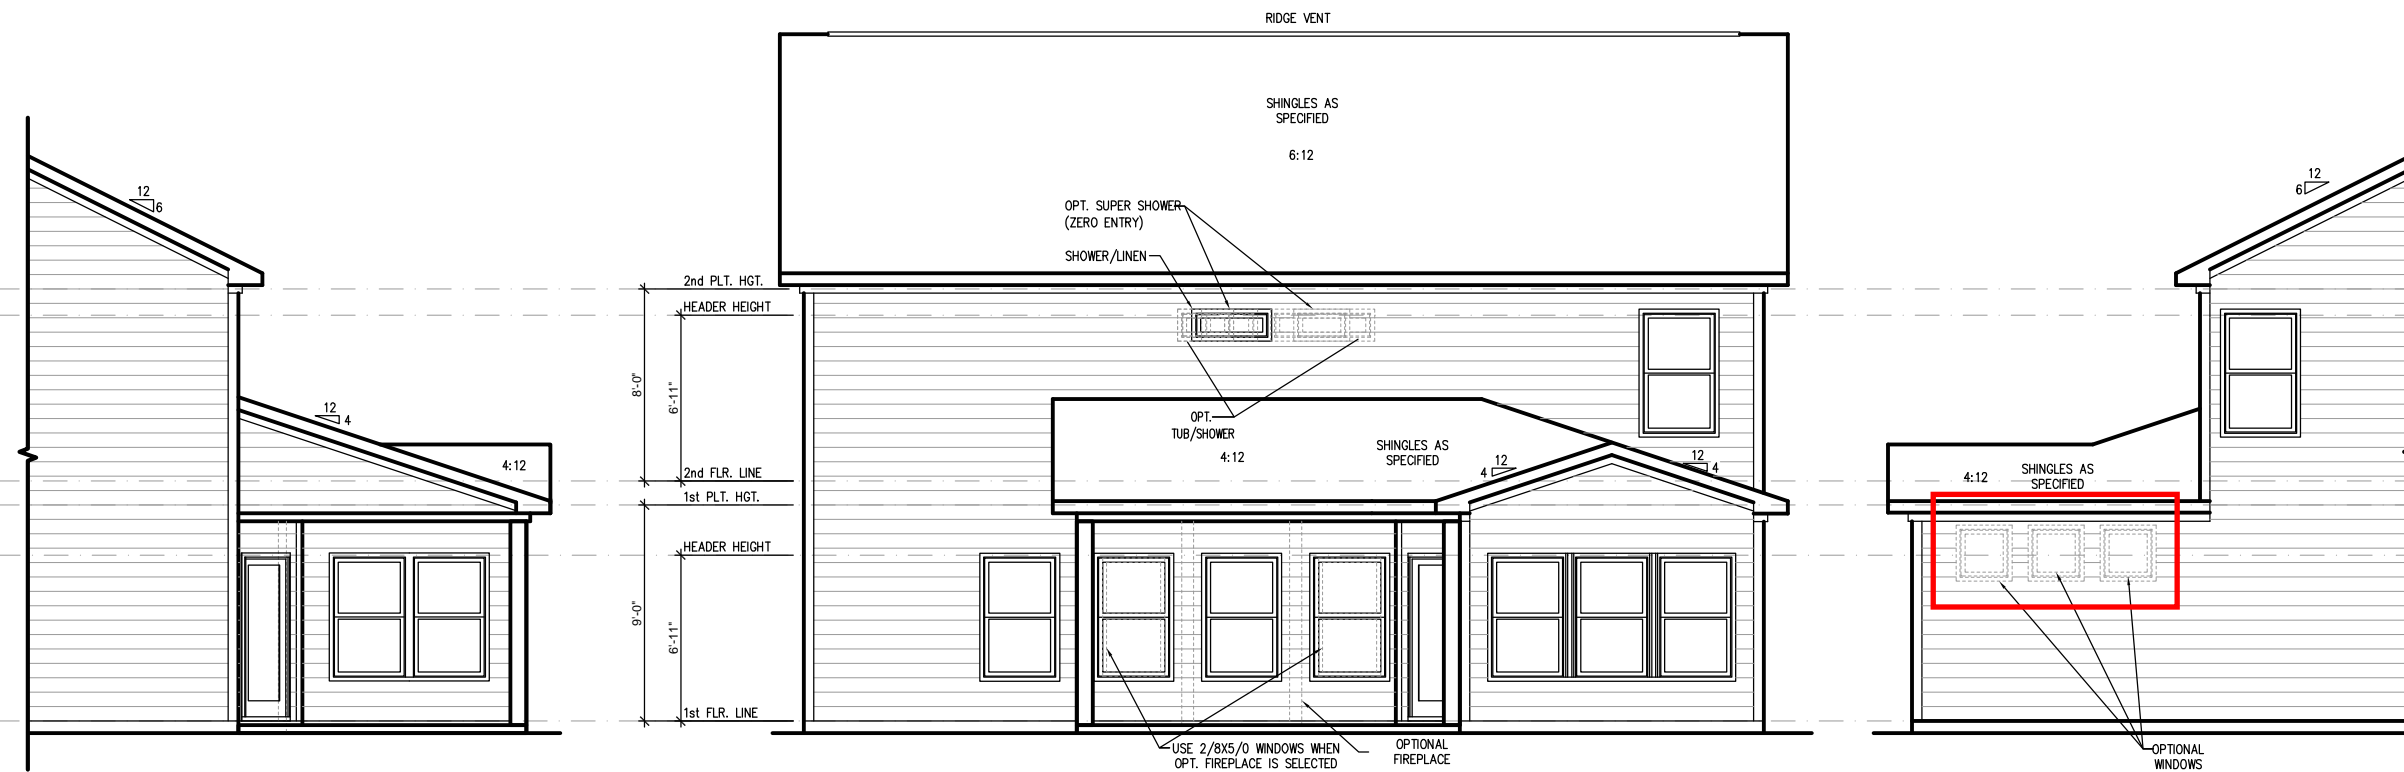 RIDGE VENT
SHINGLES AS
SPECIFIED
6:12
12
6
12
6
OPT. SUPER SHOWER
(ZERO ENTRY)
SHOWER/LINEN
2nd PLT. HGT.
HEADER HEIGHT
8'-0"
6'-11"
12
4
OPT.
TUB/SHOWER
4:12
SHINGLES AS
SPECIFIED
12
4
12
4
4:12
2nd FLR. LINE
1st PLT. HGT.
4:12
SHINGLES AS
SPECIFIED
HEADER HEIGHT
9'-0"
6'-11"
1st FLR. LINE
USE 2/8X5/0 WINDOWS WHEN
OPT. FIREPLACE IS SELECTED
OPTIONAL
FIREPLACE
OPTIONAL
WINDOWS